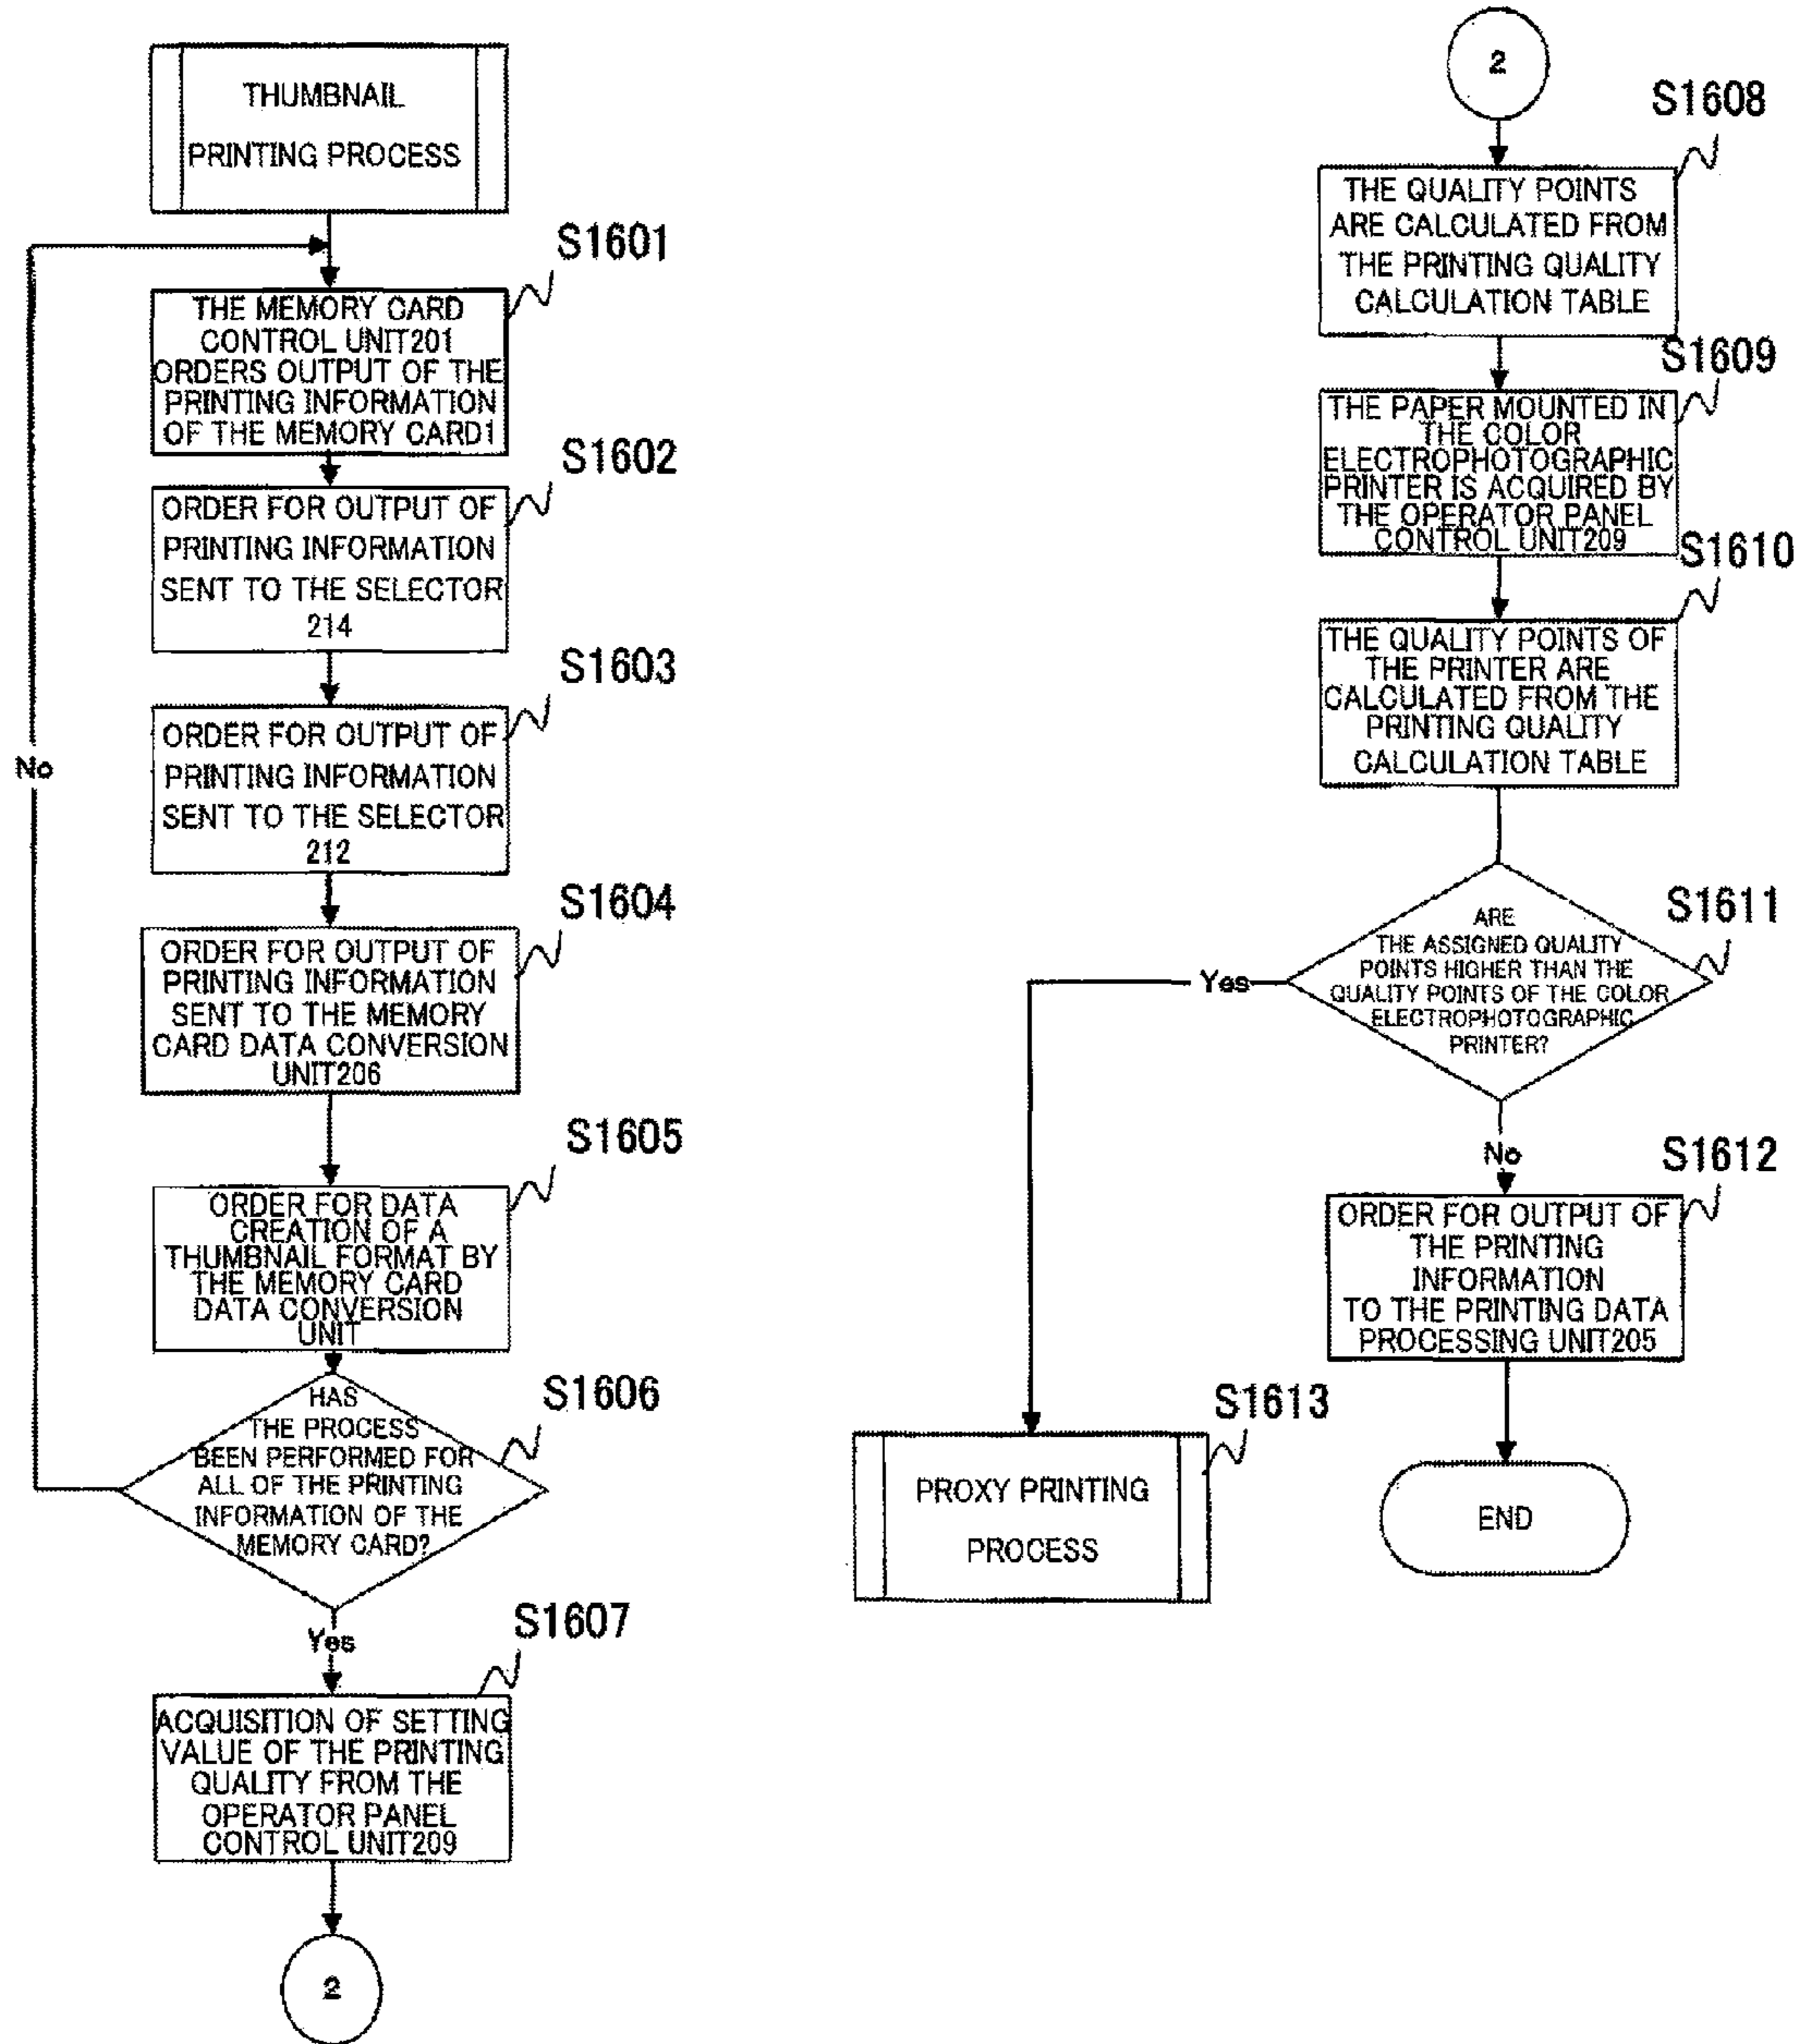 THUMBNAIL
PRINTING PROCESS
S1601
THE MEMORY CARD
CONTROL UNIT201
ORDERS OUTPUT OF THE
PRINTING INFORMATION
OF THE MEMORY CARD1
S1602
ORDER FOR OUTPUT OF
PRINTING INFORMATION
SENT TO THE SELECTOR
214
S1603
ORDER FOR OUTPUT OF
PRINTING INFORMATION
SENT TO THE SELECTOR
212
No
S1604
ORDER FOR OUTPUT OF
PRINTING INFORMATION
SENT TO THE MEMORY
CARD DATA CONVERSION
UNIT206
S1605
ORDER FOR DATA
CREATION OF A
THUMBNAIL FORMAT BY
THE MEMORY CARD
DATA CONVERSION
UNIT
S1606
HAS
THE PROCESS
BEEN PERFORMED FOR
ALL OF THE PRINTING
INFORMATION OF THE
MEMORY CARD?
Yes
S1607
ACQUISITION OF SETTING
VALUE OF THE PRINTING
QUALITY FROM THE
OPERATOR PANEL
CONTROL UNIT209
2
2
S1608
THE QUALITY POINTS
ARE CALCULATED FROM
THE PRINTING QUALITY
CALCULATION TABLE
S1609
THE PAPER MOUNTED IN
THE COLOR
ELECTROPHOTOGRAPHIC
PRINTER IS ACQUIRED BY
THE OPERATOR PANEL
CONTROL UNIT209
S1610
THE QUALITY POINTS OF
THE PRINTER ARE
CALCULATED FROM THE
PRINTING QUALITY
CALCULATION TABLE
S1611
ARE
THE ASSIGNED QUALITY
POINTS HIGHER THAN THE
QUALITY POINTS OF THE COLOR
ELECTROPHOTOGRAPHIC
PRINTER?
Yes
No
S1612
ORDER FOR OUTPUT OF
THE PRINTING
INFORMATION
TO THE PRINTING DATA
PROCESSING UNIT205
S1613
PROXY PRINTING
PROCESS
END